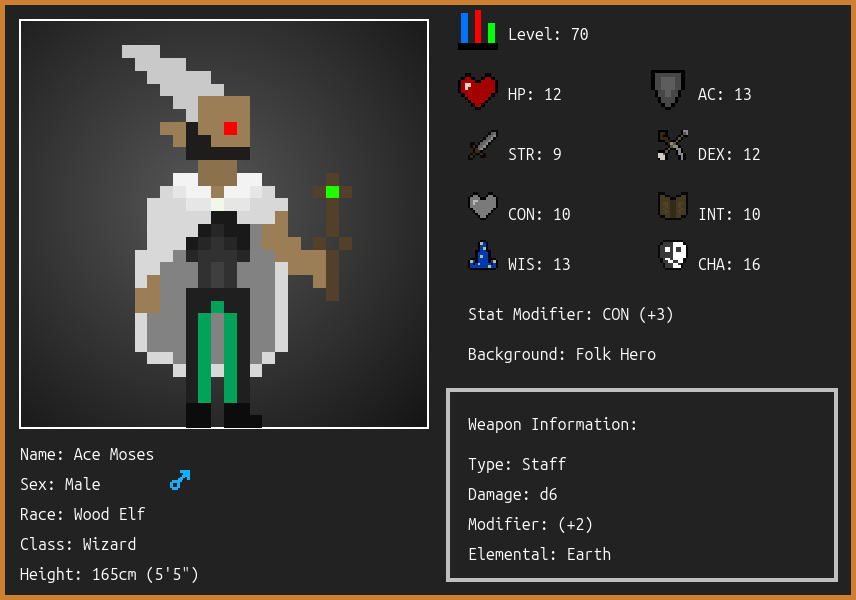 Level: 70
HP: 12
AC: 13
STR: 9
DEX: 12
CON: 10
INT: 10
WIS: 13
CHA: 16
Stat Modifier: CON (+3)
Background: Folk Hero
Weapon Information:
Type: Staff
Damage: d6
Modifier: (+2)
Elemental: Earth
Name: Ace Moses
Sex: Male
Race: Wood Elf
Class: Wizard
Height: 165cm (5'5")